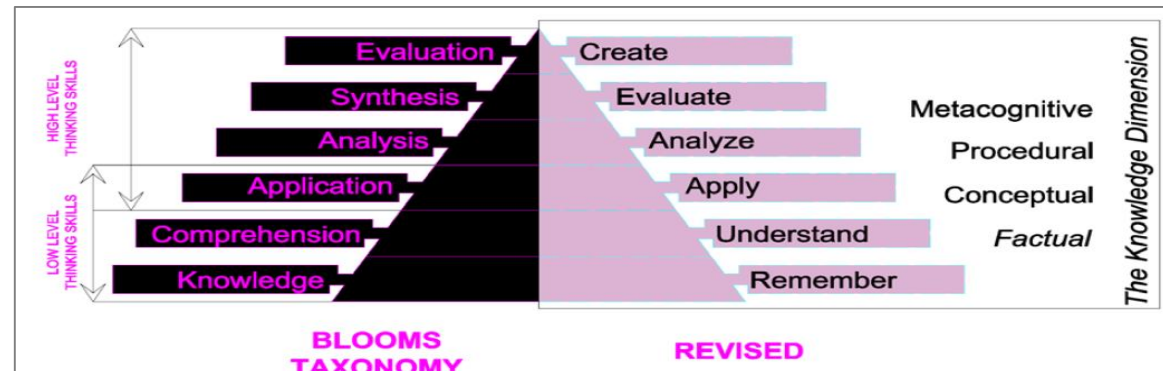 HIGH LEVEL
THINKING SKILLS
LOW LEVEL
THINKING SKILLS
Evaluation
Synthesis
Analysis
Application
Comprehension
Knowledge
BLOOMS
TAXONOMY
Create
Evaluate
Analyze
Apply
Understand
Remember
REVISED
Metacognitive
Procedural
Conceptual
Factual
The Knowledge Dimension